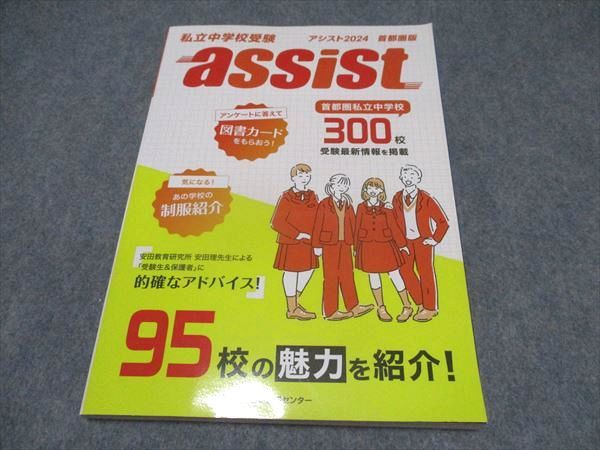 私立中学校受験
アシスト2024 首都圏版
assist
アンケートに答えて
図書カード
をもらおう!
首都圏私立中学校
300校
受験最新情報を掲載
気になる!
あの学校の
制服紹介
安田教育研究所 安田理先生による
「受験生&保護者」に
「的確なアドバイス!」
95校の魅力を紹介!
センター